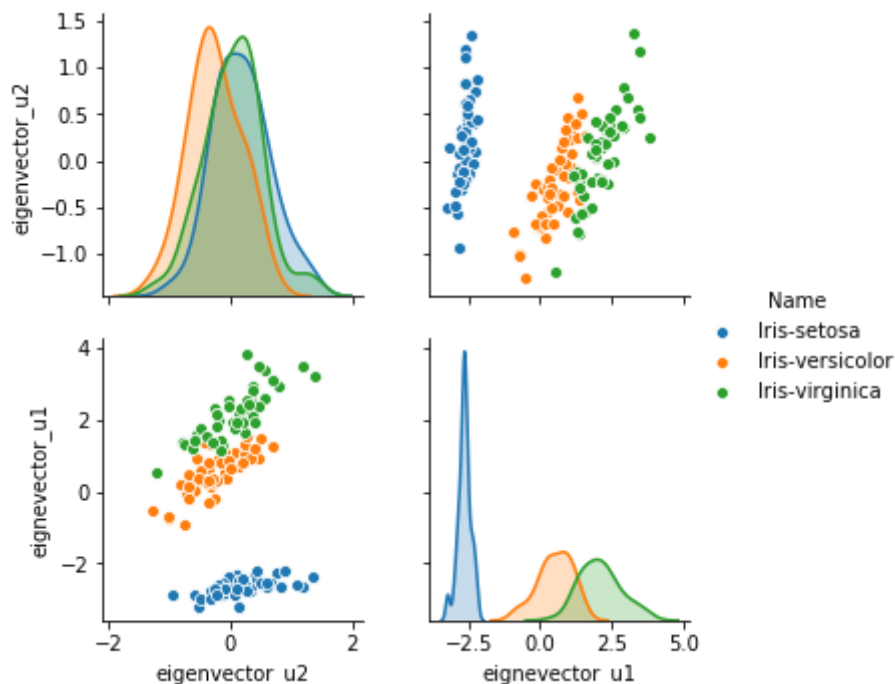 1.5
1.0
0.5
0.0
−0.5
−1.0
eigenvector_u2
Name
Iris-setosa
Iris-versicolor
Iris-virginica
4
2
0
−2
eignevector_u1
−2 0 2
eigenvector_u2
−2.5 0.0 2.5 5.0
eignevector_u1